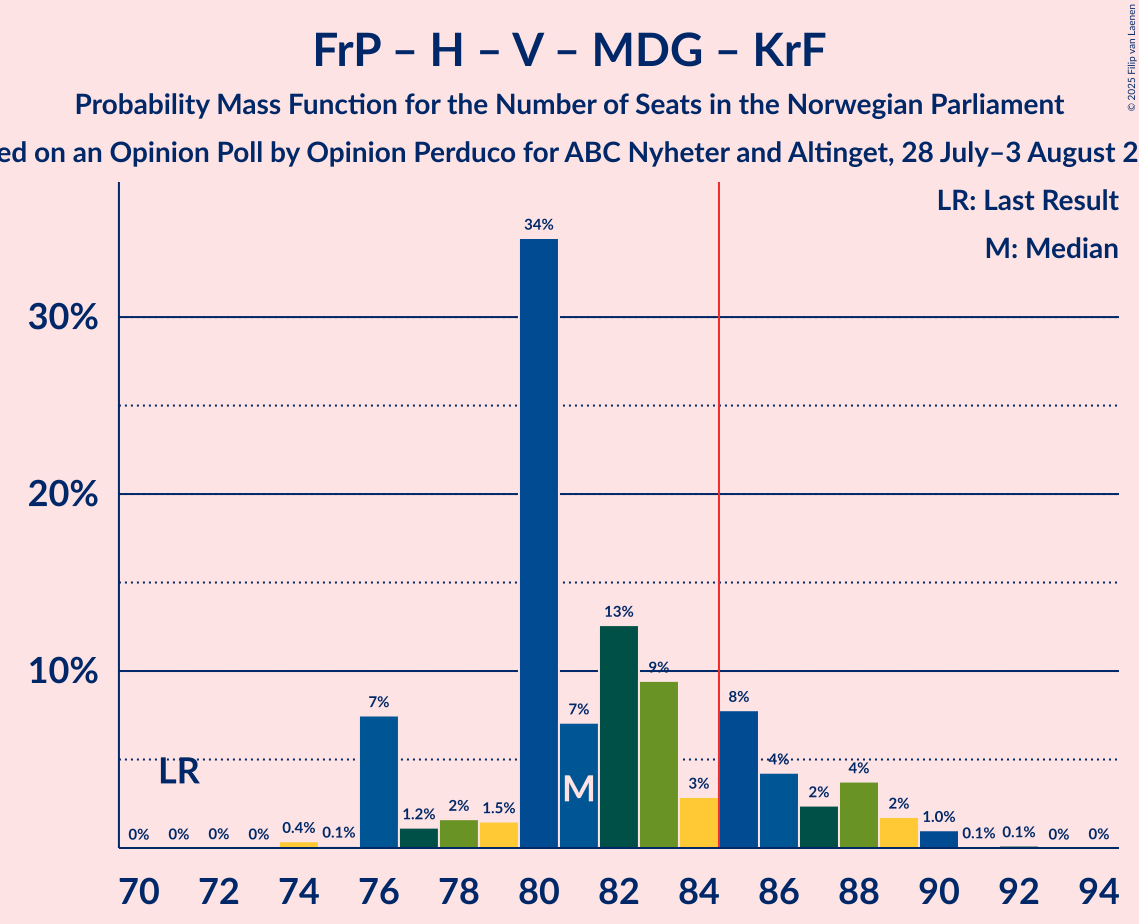 FrP – H – V – MDG – KrF
Probability Mass Function for the Number of Seats in the Norwegian Parliament
ed on an Opinion Poll by Opinion Perduco for ABC Nyheter and Altinget, 28 July–3 August 2
© 2025 Filip van Laenen
LR: Last Result
M: Median
30%
20%
10%
LR
M
0% 0% 0% 0% 0.4% 0.1% 7% 1.2% 2% 1.5% 34% 7% 13% 9% 3% 8% 4% 2% 4% 2% 1.0% 0.1% 0.1% 0% 0%
70 72 74 76 78 80 82 84 86 88 90 92 94